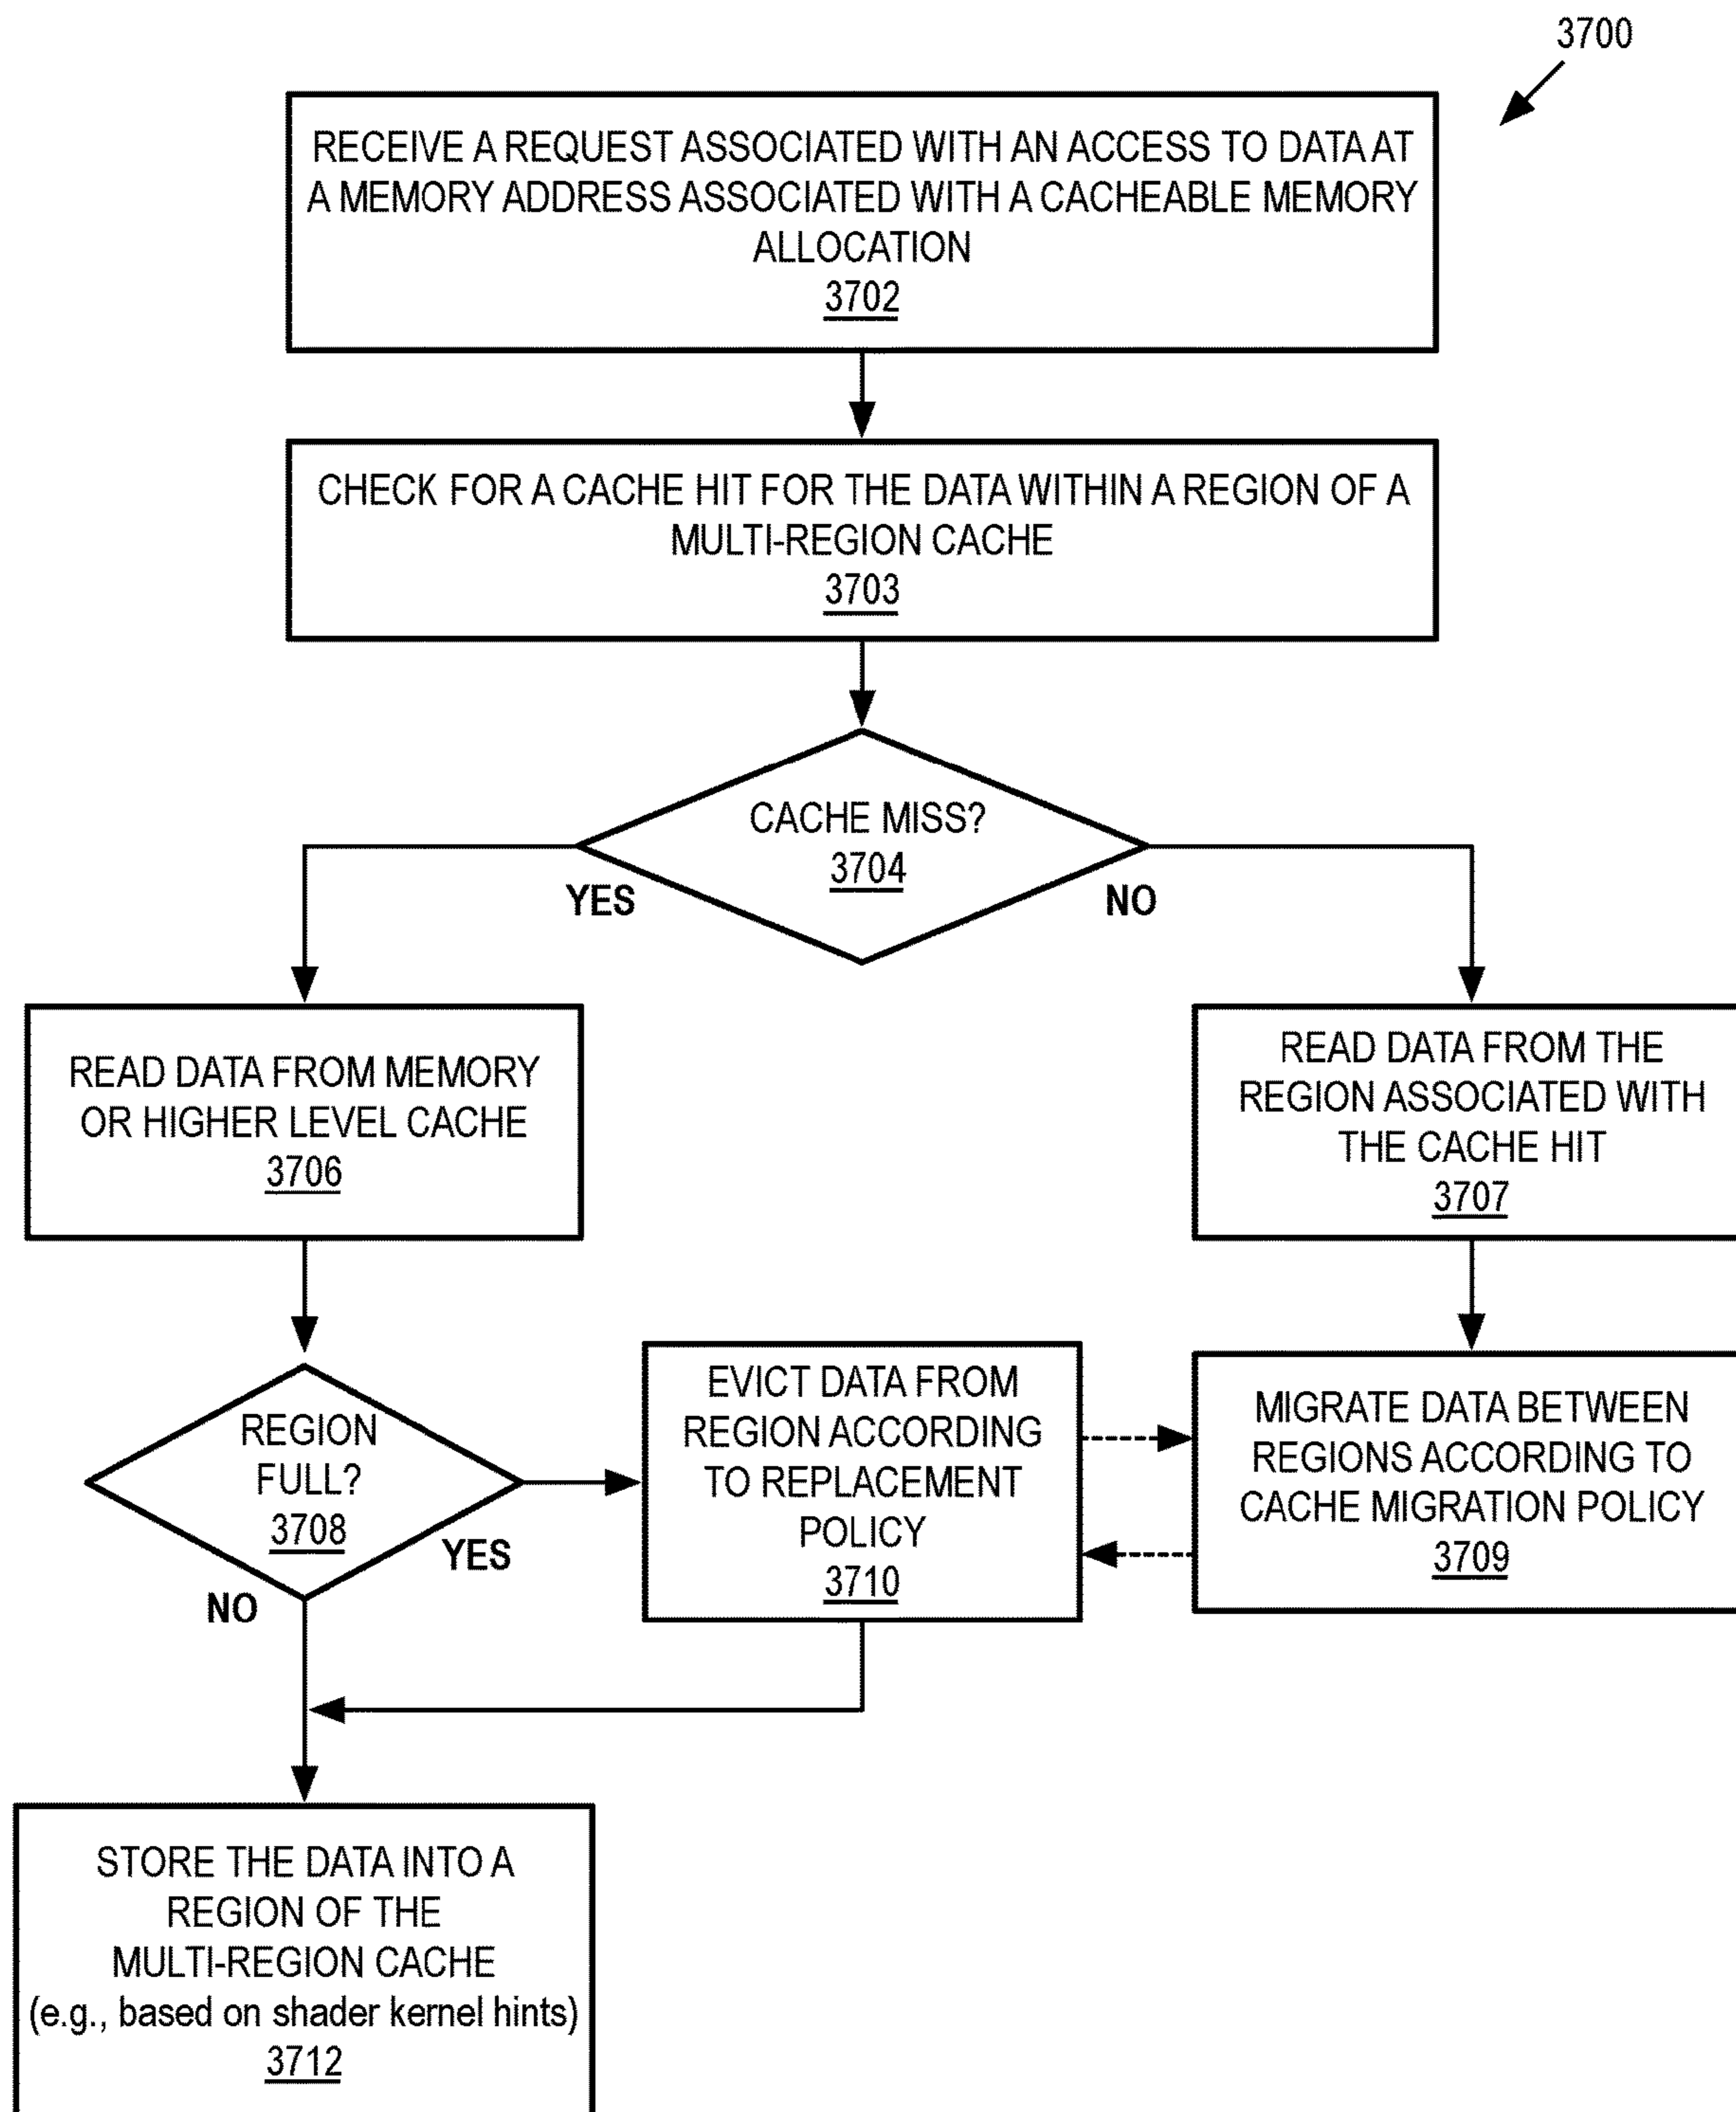 3700
RECEIVE A REQUEST ASSOCIATED WITH AN ACCESS TO DATA AT
A MEMORY ADDRESS ASSOCIATED WITH A CACHEABLE MEMORY
ALLOCATION
3702
CHECK FOR A CACHE HIT FOR THE DATA WITHIN A REGION OF A
MULTI-REGION CACHE
3703
CACHE MISS?
3704
YES
NO
READ DATA FROM MEMORY
OR HIGHER LEVEL CACHE
3706
READ DATA FROM THE
REGION ASSOCIATED WITH
THE CACHE HIT
3707
REGION
FULL?
3708
YES
NO
EVICT DATA FROM
REGION ACCORDING
TO REPLACEMENT
POLICY
3710
MIGRATE DATA BETWEEN
REGIONS ACCORDING TO
CACHE MIGRATION POLICY
3709
STORE THE DATA INTO A
REGION OF THE
MULTI-REGION CACHE
(e.g., based on shader kernel hints)
3712